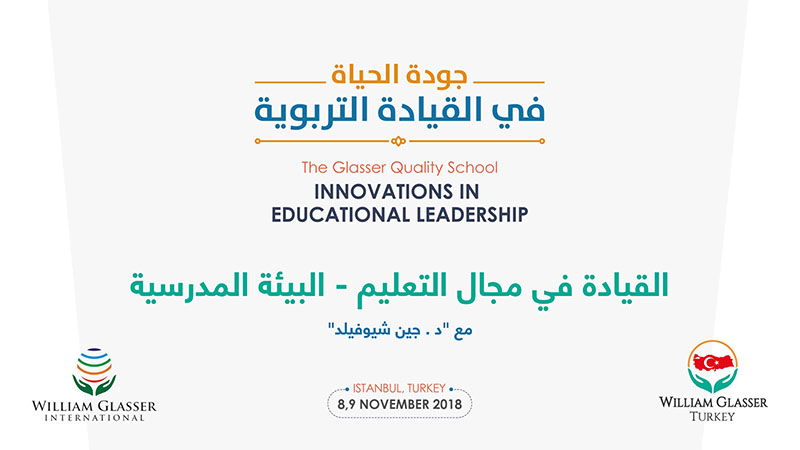 جودة الحياة
في القيادة التربوية
The Glasser Quality School
INNOVATIONS IN
EDUCATIONAL LEADERSHIP
القيادة في مجال التعليم - البيئة المدرسية
مع "د . جين شيوفيلد"
WILLIAM GLASSER
INTERNATIONAL
ISTANBUL, TURKEY
8,9 NOVEMBER 2018
WILLIAM GLASSER
TURKEY